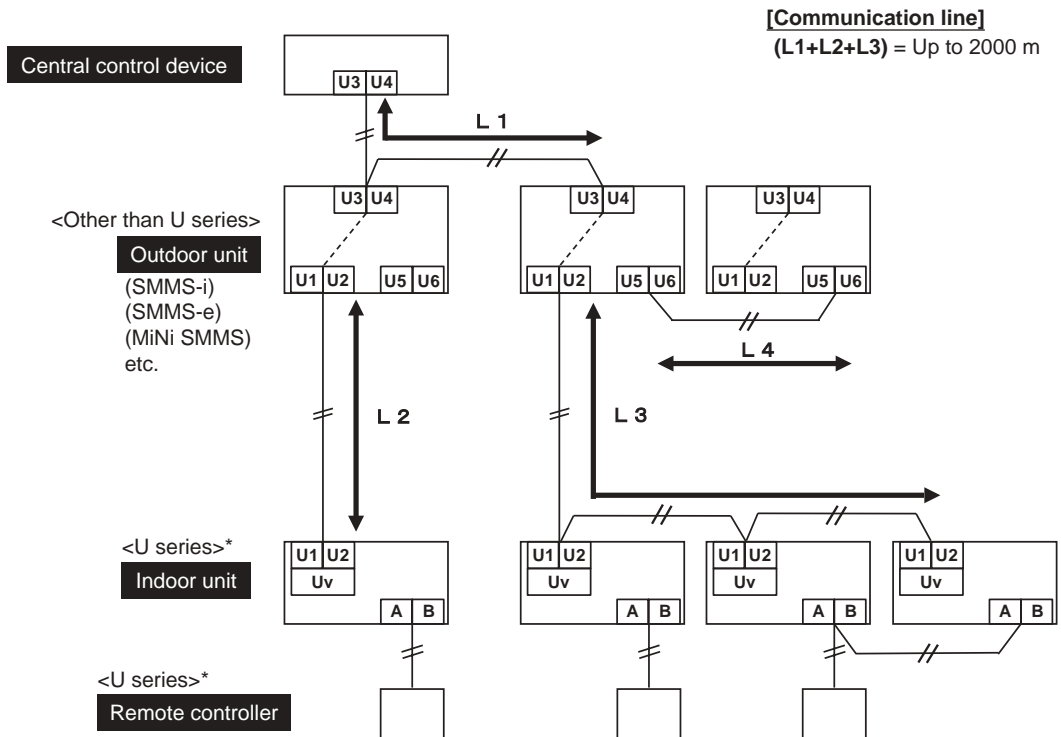 [Communication line]
(L1+L2+L3) = Up to 2000 m
Central control device
U3 U4
L 1
<Other than U series>
Outdoor unit
(SMMS-i)
(SMMS-e)
(MiNi SMMS)
etc.
U3 U4
U1 U2 U5 U6
U3 U4
U1 U2 U5 U6
U3 U4
U1 U2 U5 U6
L 4
L 2
L 3
<U series>*
Indoor unit
U1 U2
Uv
A B
U1 U2
Uv
A B
U1 U2
Uv
A B
U1 U2
Uv
A B
<U series>*
Remote controller